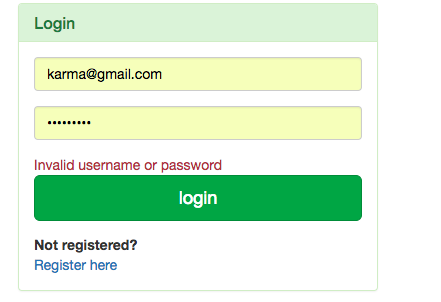 Login
karma@gmail.com
•••••••••
Invalid username or password
login
Not registered?
Register here